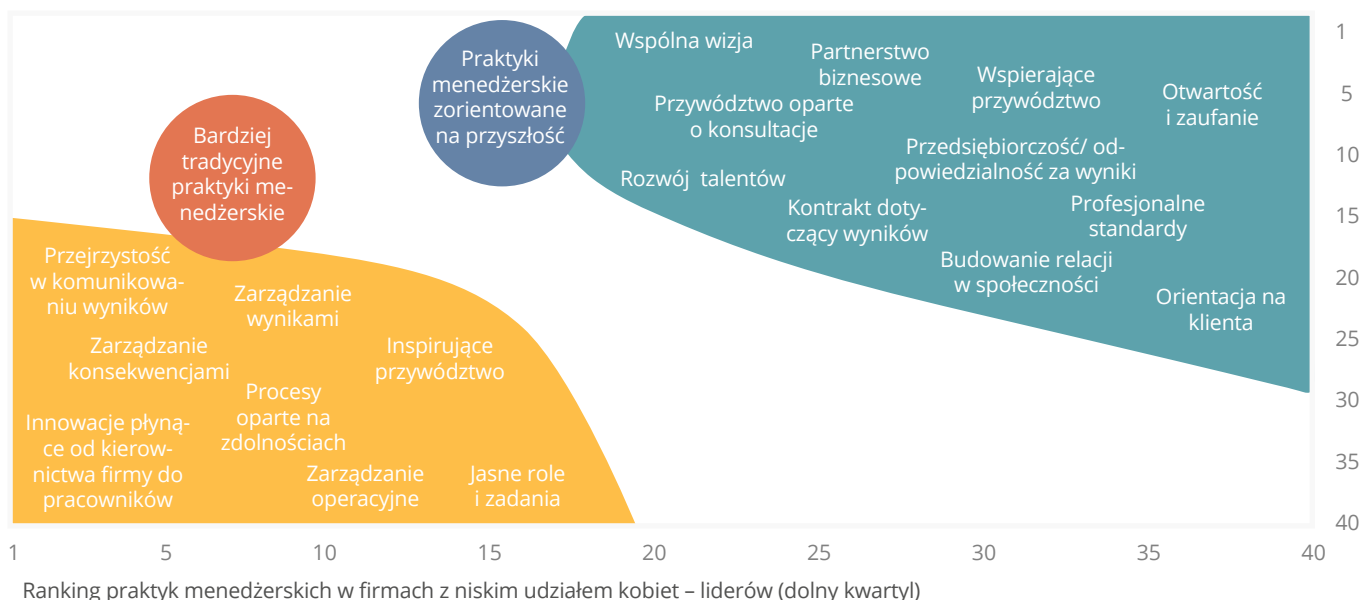 Praktyki
menedżerskie
zorientowane
na przyszłość
Bardziej
tradycyjne
praktyki me-
nedżerskie
Wspólna wizja
Partnerstwo
biznesowe
Wspierające
przywództwo
Otwartość
i zaufanie
Przywództwo oparte
o konsultacje
Przedsiębiorczość/ od-
powiedzialność za wyniki
Rozwój talentów
Kontrakt doty-
czący wyników
Profesjonalne
standardy
Budowanie relacji
w społeczności
Orientacja na
klienta
Przejrzystość
w komunikowa-
niu wyników
Zarządzanie
wynikami
Zarządzanie
konsekwencjami
Inspirujące
przywództwo
Procesy
oparte na
zdolnościach
Innowacje płyną-
ce od kierow-
nictwa firmy do
pracowników
Zarządzanie
operacyjne
Jasne role
i zadania
1
5
10
15
20
25
30
35
40
1 5 10 15 20 25 30 35 40
Ranking praktyk menedżerskich w firmach z niskim udziałem kobiet – liderów (dolny kwartyl)